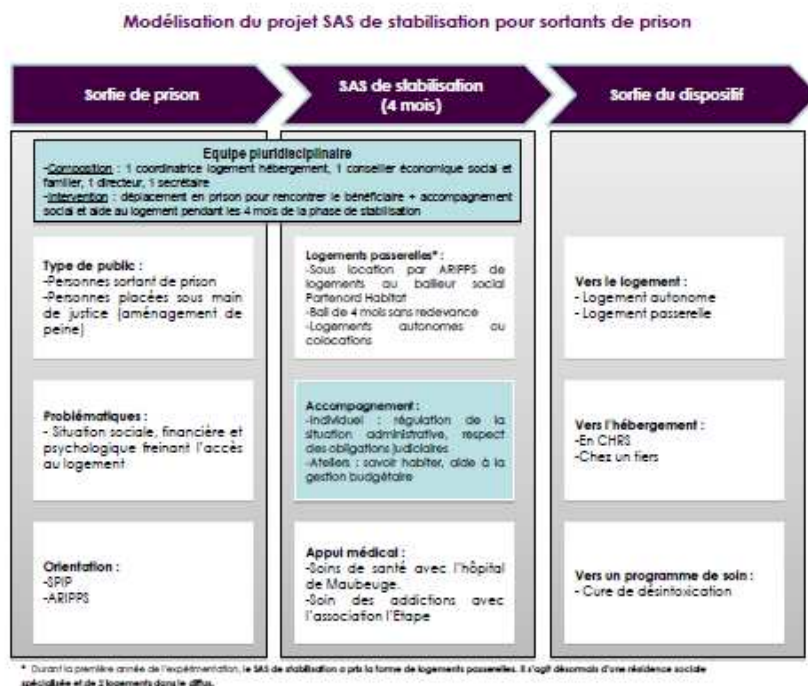 Modélisation du projet SAS de stabilisation pour sortants de prison
Sortie de prison
SAS de stabilisation
(4 mois)
Sortie du dispositif
Equipe pluridisciplinaire
-Composition : 1 coordinatrice logement hébergement, 1 conseiller économique social et
familier, 1 directeur, 1 secrétaire
-Intervention : déplacement en prison pour rencontrer le bénéficiaire + accompagnement
social et aide au logement pendant les 4 mois de la phase de stabilisation
Type de public :
-Personnes sortant de prison
-Personnes placées sous main
de justice (aménagement de
peine)
Problématiques :
- Situation sociale, financière et
psychologique freinant l'accès
au logement
Orientation :
-SPIP
-ARIPPS
Logements passerelles* :
-Sous location par ARIPPS de
logements au bailleur social
Partenord Habitat
-Bail de 4 mois sans redevance
-Logements autonomes ou
colocations
Accompagnement :
-Individuel : régulation de la
situation administrative, respect
des obligations judiciaires
-Ateliers : savoir habiter, aide à la
gestion budgétaire
Appui médical :
-Soins de santé avec l'hôpital
de Maubeuge.
-Soin des addictions avec
l'association l'Etape
Vers le logement :
- Logement autonome
- Logement passerelle
Vers l'hébergement :
-En CHRS
-Chez un tiers
Vers un programme de soin :
- Cure de désintoxication
* Durant la première année de l'expérimentation, le SAS de stabilisation a pris la forme de logements passerelles. Il s'agit désormais d'une résidence sociale
spécialisée et de 2 logements dans le diffus.